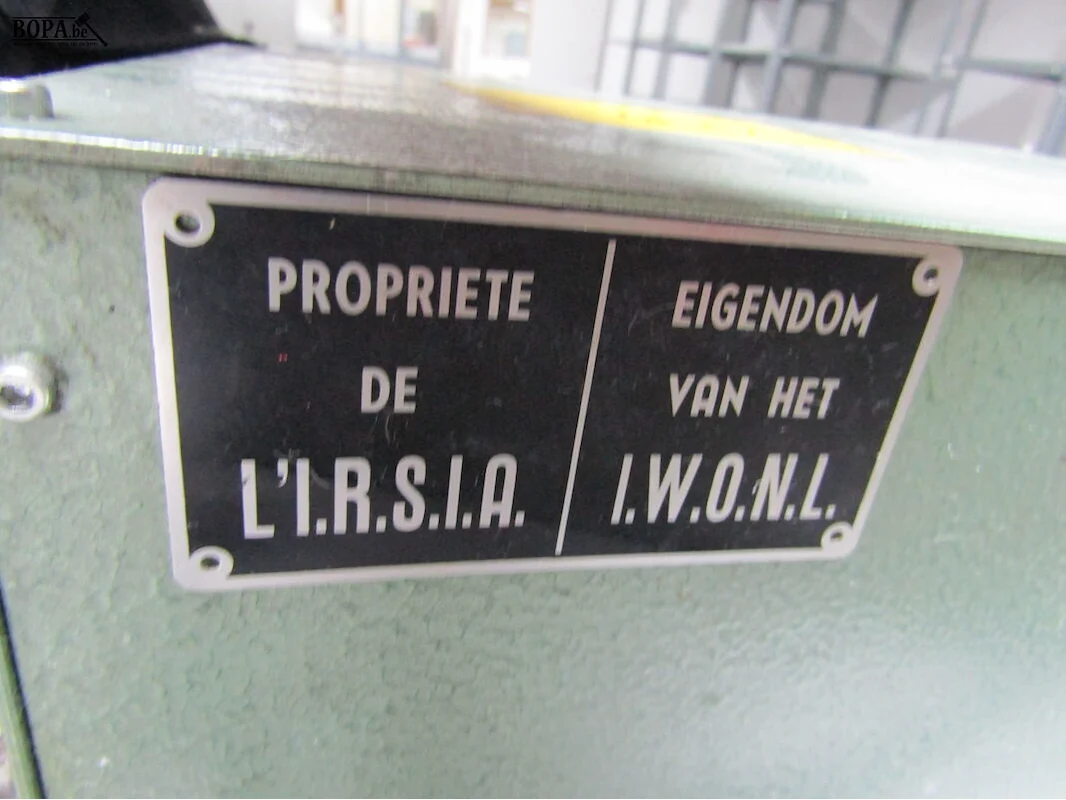 BOPA.be
PROPRIETE
DE
L'I.R.S.I.A.
EIGENDOM
VAN HET
I.W.O.N.L.